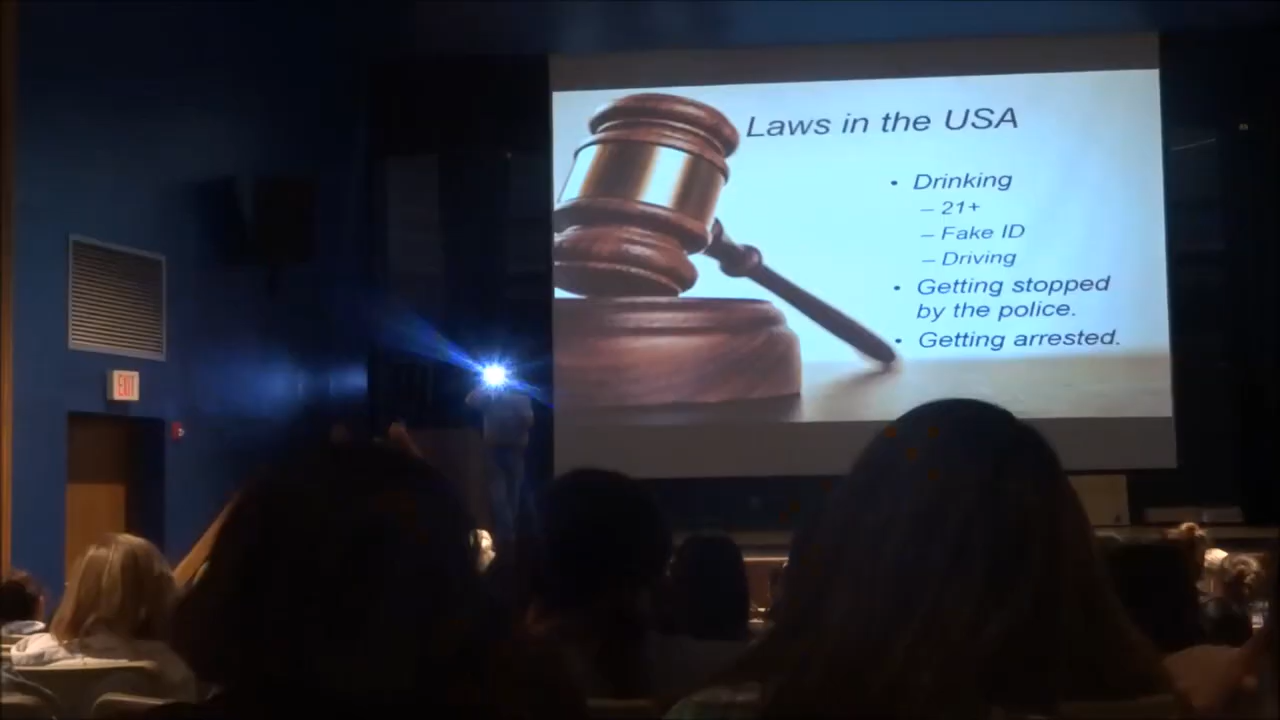 Laws in the USA
• Drinking
– 21+
– Fake ID
– Driving
• Getting stopped
by the police.
• Getting arrested.
EXIT